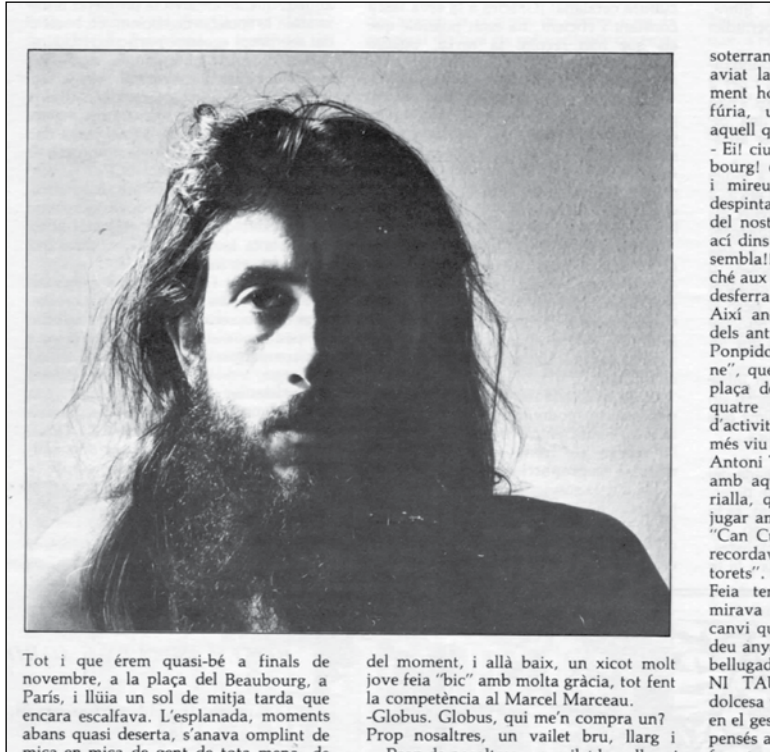 Tot i que érem quasi-bé a finals de
novembre, a la plaça del Beaubourg, a
París, i llüia un sol de mitja tarda que
encara escalfava. L'esplanada, moments
abans quasi deserta, s'anava omplint de
del moment, i allà baix, un xicot molt
jove feia "bic" amb molta gràcia, tot fent
la competència al Marcel Marceau.
-Globus. Globus, qui me'n compra un?
Prop nosaltres, un vailet bru, llarg i
soterran
aviat la
ment ho
fúria, u
aquell q
- Ei! ciu
bourg!
i mireu
despinta
del nost
ací dins
sembla!!
ché aux
desferra
Així an
dels ant
Ponpido
ne", que
plaça de
quatre
d'activit
més viu
Antoni
amb aq
rialla, q
jugar an
"Can C
recordav
torets".
Feia ten
mirava
canvi qu
deu any
bellugad
NI TAU
dolcesa
en el ges
pensés a